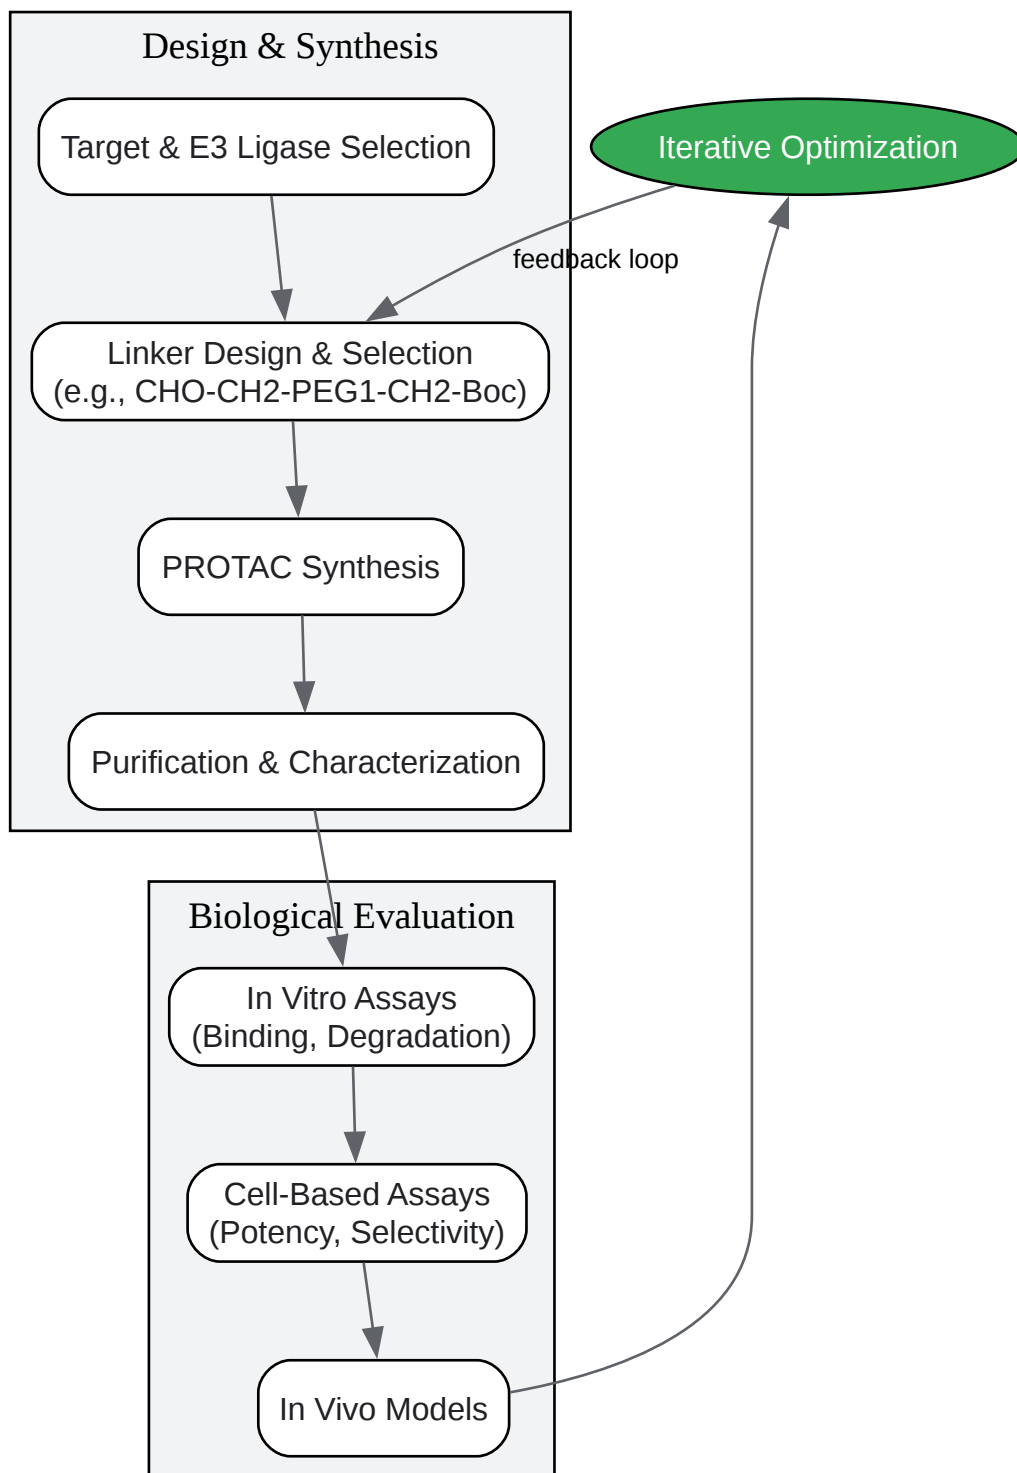 Design & Synthesis
Target & E3 Ligase Selection
Iterative Optimization
feedback loop
Linker Design & Selection
(e.g., CHO-CH2-PEG1-CH2-Boc)
PROTAC Synthesis
Purification & Characterization
Biological Evaluation
In Vitro Assays
(Binding, Degradation)
Cell-Based Assays
(Potency, Selectivity)
In Vivo Models